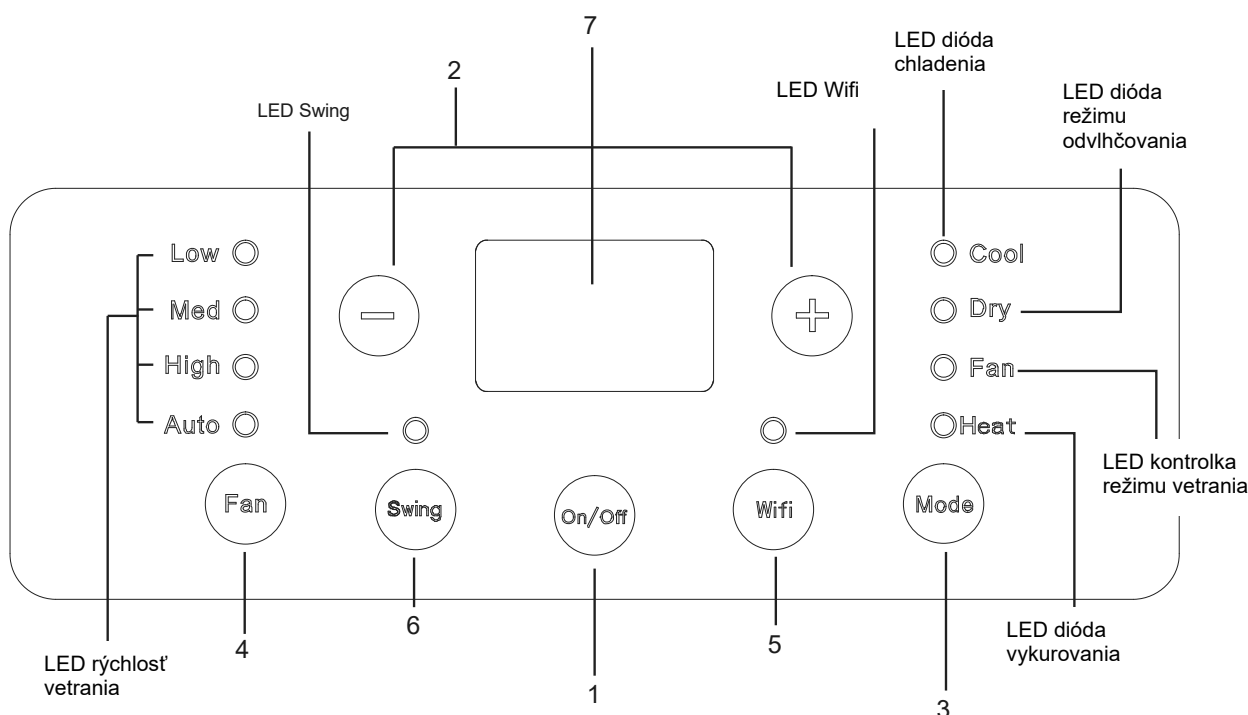 7
LED dióda
chladenia
2
LED Wifi
LED dióda
režimu
odvlhčovania
LED Swing
Low
Cool
Med
Dry
High
Fan
Auto
Heat
LED kontrolka
režimu vetrania
Fan
Swing
On/Off
Wifi
Mode
6
5
4
LED rýchlosť
vetrania
1
3
LED dióda
vykurovania